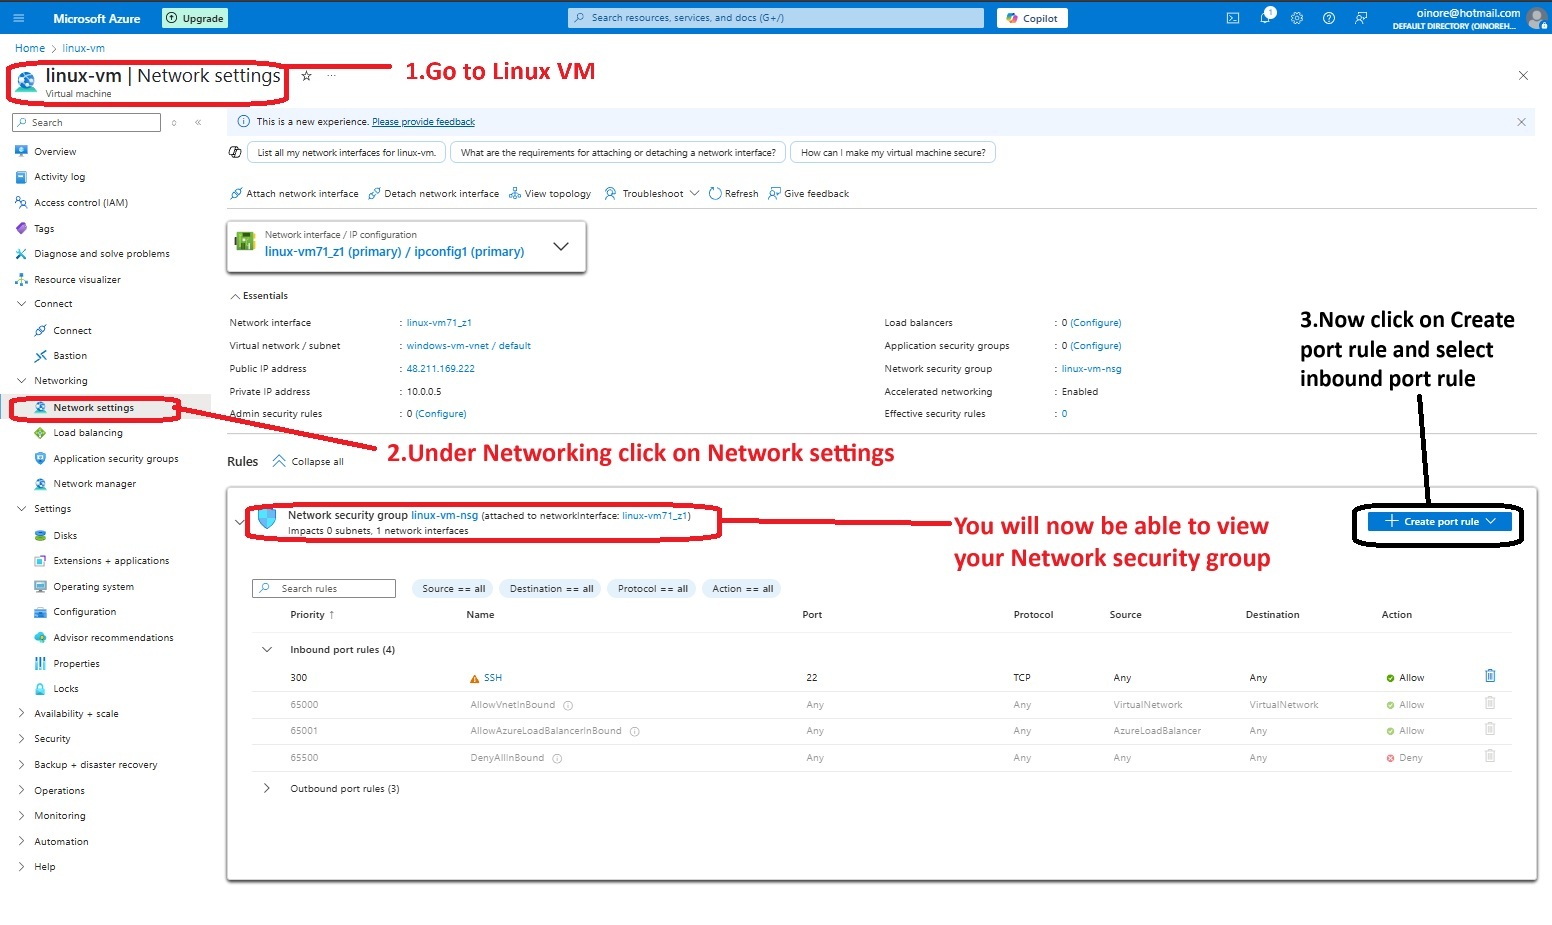 Microsoft Azure
Upgrade
Search resources, services, and docs (G+/)
Copilot
1
oinore@hotmail.com
DEFAULT DIRECTORY (OINOREH...
Home > linux-vm
linux-vm | Network settings
Virtual machine
1.Go to Linux VM
Search
This is a new experience. Please provide feedback
List all my network interfaces for linux-vm.
What are the requirements for attaching or detaching a network interface?
How can I make my virtual machine secure?
Attach network interface
Detach network interface
View topology
Troubleshoot
Refresh
Give feedback
Overview
Activity log
Access control (IAM)
Tags
Diagnose and solve problems
Resource visualizer
Connect
Connect
Bastion
Networking
Network settings
Load balancing
Application security groups
Network manager
Settings
Disks
Extensions + applications
Operating system
Configuration
Advisor recommendations
Properties
Locks
Availability + scale
Security
Backup + disaster recovery
Operations
Monitoring
Automation
Help
Network interface / IP configuration
linux-vm71_z1 (primary) / ipconfig1 (primary)
Essentials
Network interface : linux-vm71_z1
Virtual network / subnet : windows-vm-vnet / default
Public IP address : 48.211.169.222
Private IP address : 10.0.0.5
Admin security rules : 0 (Configure)
Load balancers : 0 (Configure)
Application security groups : 0 (Configure)
Network security group : linux-vm-nsg
Accelerated networking : Enabled
Effective security rules : 0
3.Now click on Create
port rule and select
inbound port rule
2.Under Networking click on Network settings
Rules
Collapse all
Network security group linux-vm-nsg (attached to networkInterface: linux-vm71_z1)
Impacts 0 subnets, 1 network interfaces
You will now be able to view
your Network security group
Create port rule
Search rules
Source == all
Destination == all
Protocol == all
Action == all
Priority ↑ Name Port Protocol Source Destination Action
Inbound port rules (4)
300 SSH 22 TCP Any Any Allow
65000 AllowVnetInBound Any Any VirtualNetwork VirtualNetwork Allow
65001 AllowAzureLoadBalancerInBound Any Any AzureLoadBalancer Any Allow
65500 DenyAllInBound Any Any Any Any Deny
Outbound port rules (3)